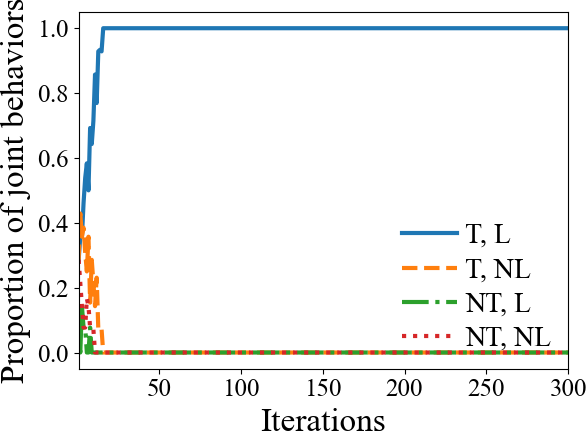 Proportion of joint behaviors
1.0
0.8
0.6
0.4
0.2
0.0
T, L
T, NL
NT, L
NT, NL
50
100
150
200
250
300
Iterations